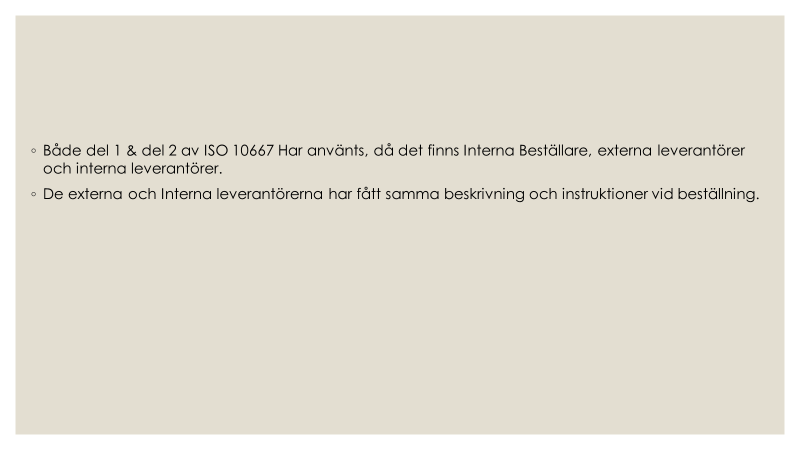 ◦ Både del 1 & del 2 av ISO 10667 Har använts, då det finns Interna Beställare, externa leverantörer
och interna leverantörer.
◦ De externa och Interna leverantörerna har fått samma beskrivning och instruktioner vid beställning.